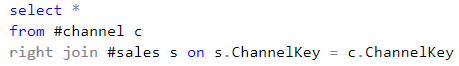 select *
from #channel c
right join #sales s on s.ChannelKey = c.ChannelKey